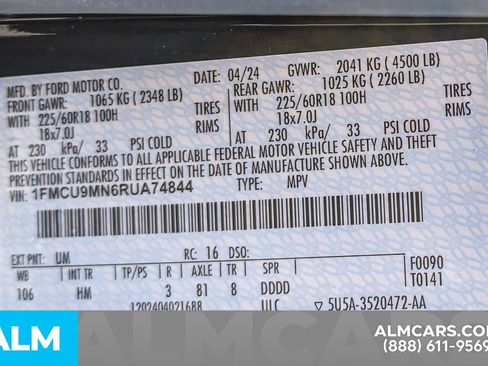 MFD. BY FORD MOTOR CO. DATE: 04/24 GVWR: 2041 KG ( 4500 LB)
FRONT GAWR: 1065 KG ( 2348 LB) REAR GAWR: 1025 KG ( 2260 LB)
WITH 225/60R18 100H TIRES WITH 225/60R18 100H TIRES
18x7.0J RIMS 18x7.0J RIMS
AT 230 kPa/ 33 PSI COLD AT 230 kPa/ 33 PSI COLD
THIS VEHICLE CONFORMS TO ALL APPLICABLE FEDERAL MOTOR VEHICLE SAFETY AND THEFT
PREVENTION STANDARDS IN EFFECT ON THE DATE OF MANUFACTURE SHOWN ABOVE.
VIN: 1FMCU9MN6RUA74844 TYPE: MPV
EXT PNT: UM RC: 16 DSO:
WB INT TR TP/PS R AXLE TR SPR F0090
106 HM 3 81 8 DDDD T0141
1202404021688 ULC ▽ 5U5A-3520472-AA
ALMCARS
ALM
ALMCARS.COM
(888) 611-9569